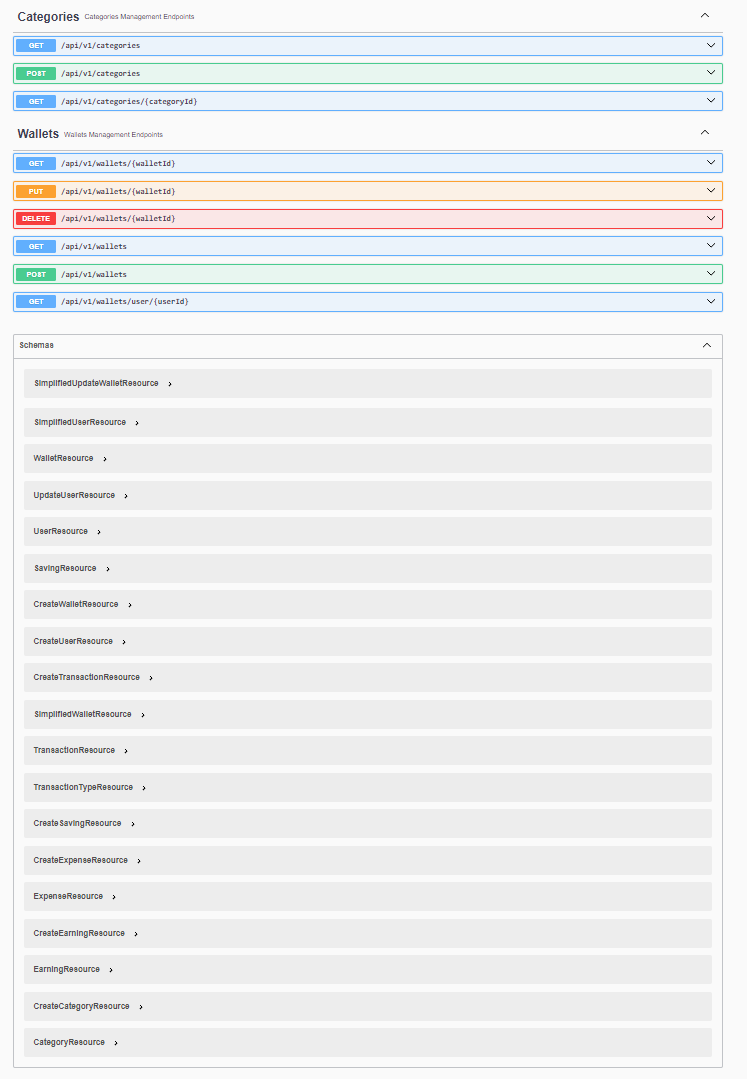 Categories Categories Management Endpoints
GET /api/v1/categories
POST /api/v1/categories
GET /api/v1/categories/{categoryId}
Wallets Wallets Management Endpoints
GET /api/v1/wallets/{walletId}
PUT /api/v1/wallets/{walletId}
DELETE /api/v1/wallets/{walletId}
GET /api/v1/wallets
POST /api/v1/wallets
GET /api/v1/wallets/user/{userId}
Schemas
SimplifiedUpdateWalletResource
SimplifiedUserResource
WalletResource
UpdateUserResource
UserResource
SavingResource
CreateWalletResource
CreateUserResource
CreateTransactionResource
SimplifiedWalletResource
TransactionResource
TransactionTypeResource
CreateSavingResource
CreateExpenseResource
ExpenseResource
CreateEarningResource
EarningResource
CreateCategoryResource
CategoryResource